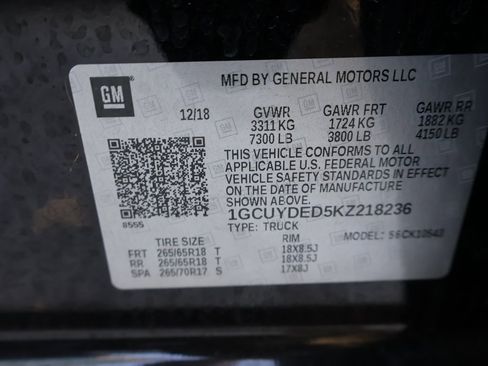 GM
MFD BY GENERAL MOTORS LLC
12/18 GVWR GAWR FRT GAWR RR
3311 KG 1724 KG 1882 KG
7300 LB 3800 LB 4150 LB
THIS VEHICLE CONFORMS TO ALL
APPLICABLE U.S. FEDERAL MOTOR
VEHICLE SAFETY STANDARDS IN EFFECT
ON THE DATE OF MANUFACTURE
SHOWN ABOVE.
1GCUYDED5KZ218236
8555 TYPE: TRUCK MODEL:
TIRE SIZE RIM
FRT 265/65R18 T 18X8.5J
RR 265/65R18 T 18X8.5J
SPA 265/70R17 S 17X8J